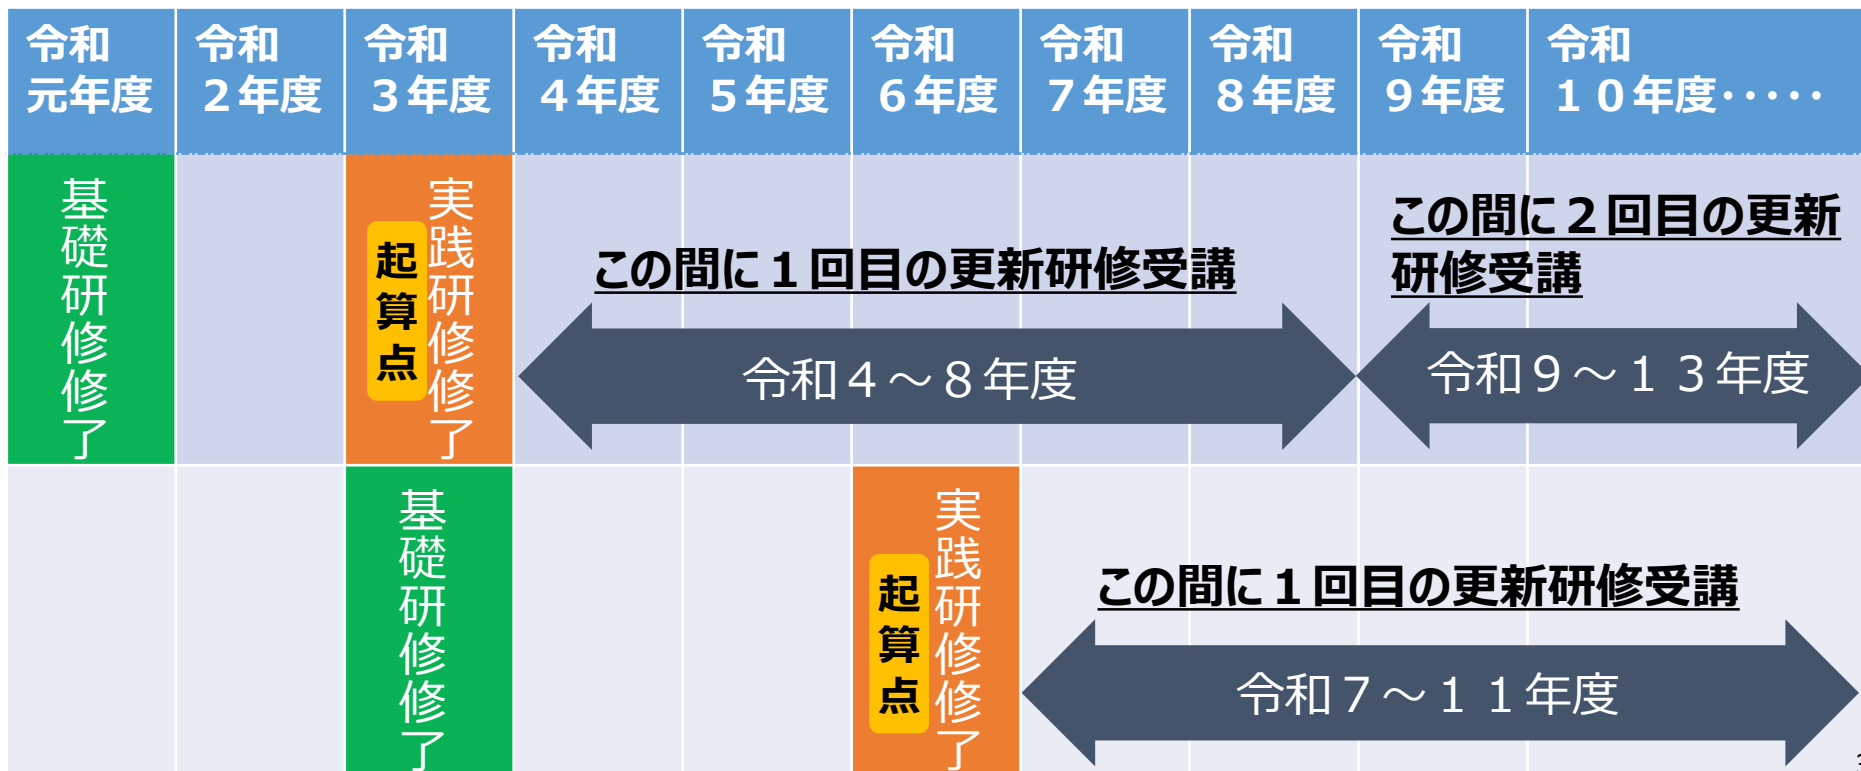 令和
元年度
令和
２年度
令和
３年度
令和
４年度
令和
５年度
令和
６年度
令和
７年度
令和
８年度
令和
９年度
令和
１０年度･････
基礎研修修了
起算点
実践研修修了
この間に１回目の更新研修受講
令和４～８年度
この間に２回目の更新
研修受講
令和９～１３年度
基礎研修修了
起算点
実践研修修了
この間に１回目の更新研修受講
令和７～１１年度